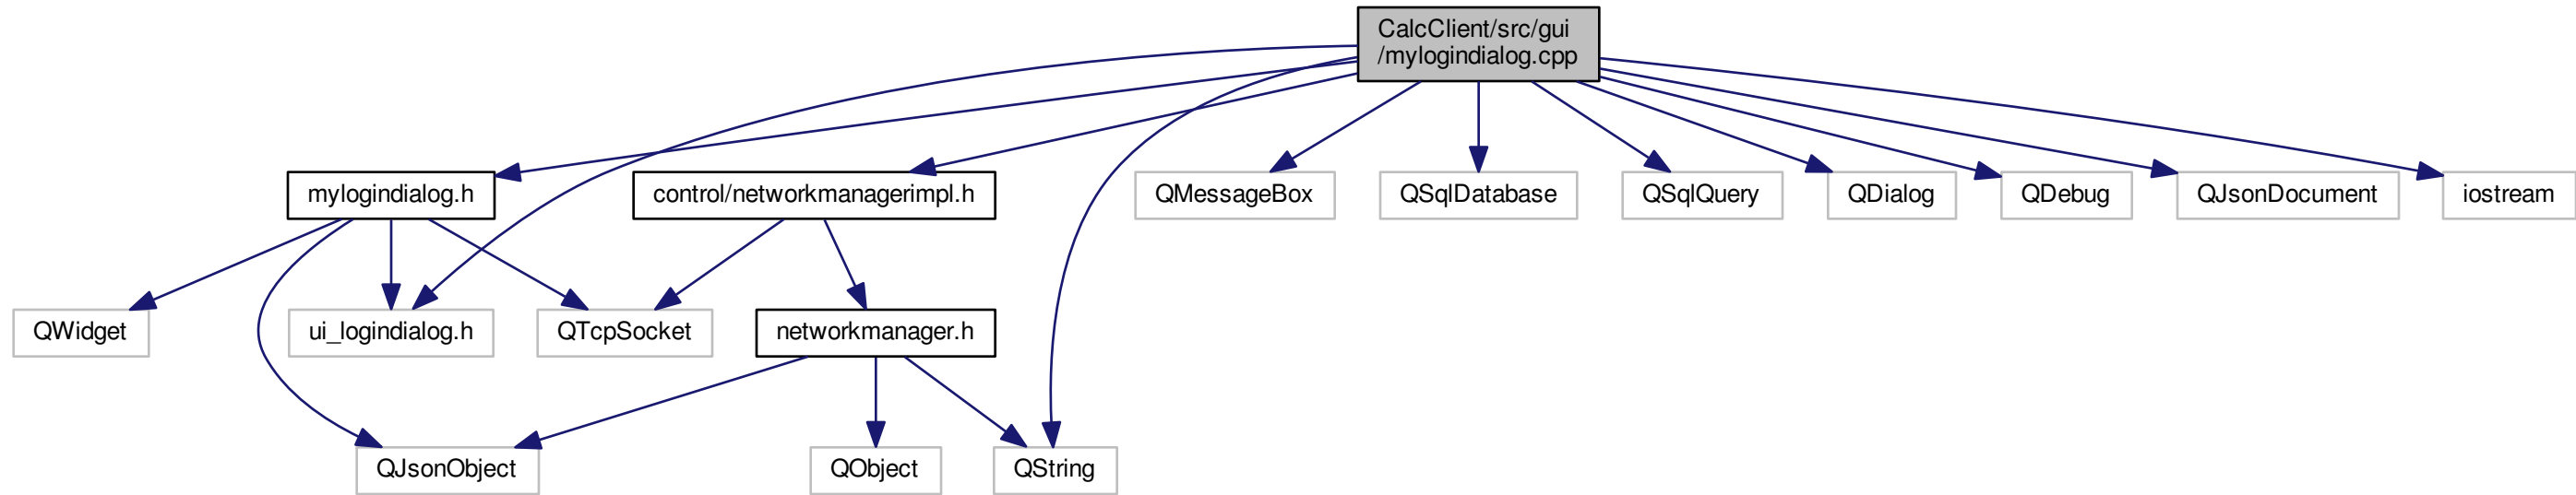 CalcClient/src/gui
/mylogindialog.cpp
mylogindialog.h
control/networkmanagerimpl.h
QMessageBox
QSqlDatabase
QSqlQuery
QDialog
QDebug
QJsonDocument
iostream
QWidget
ui_logindialog.h
QTcpSocket
networkmanager.h
QJsonObject
QObject
QString